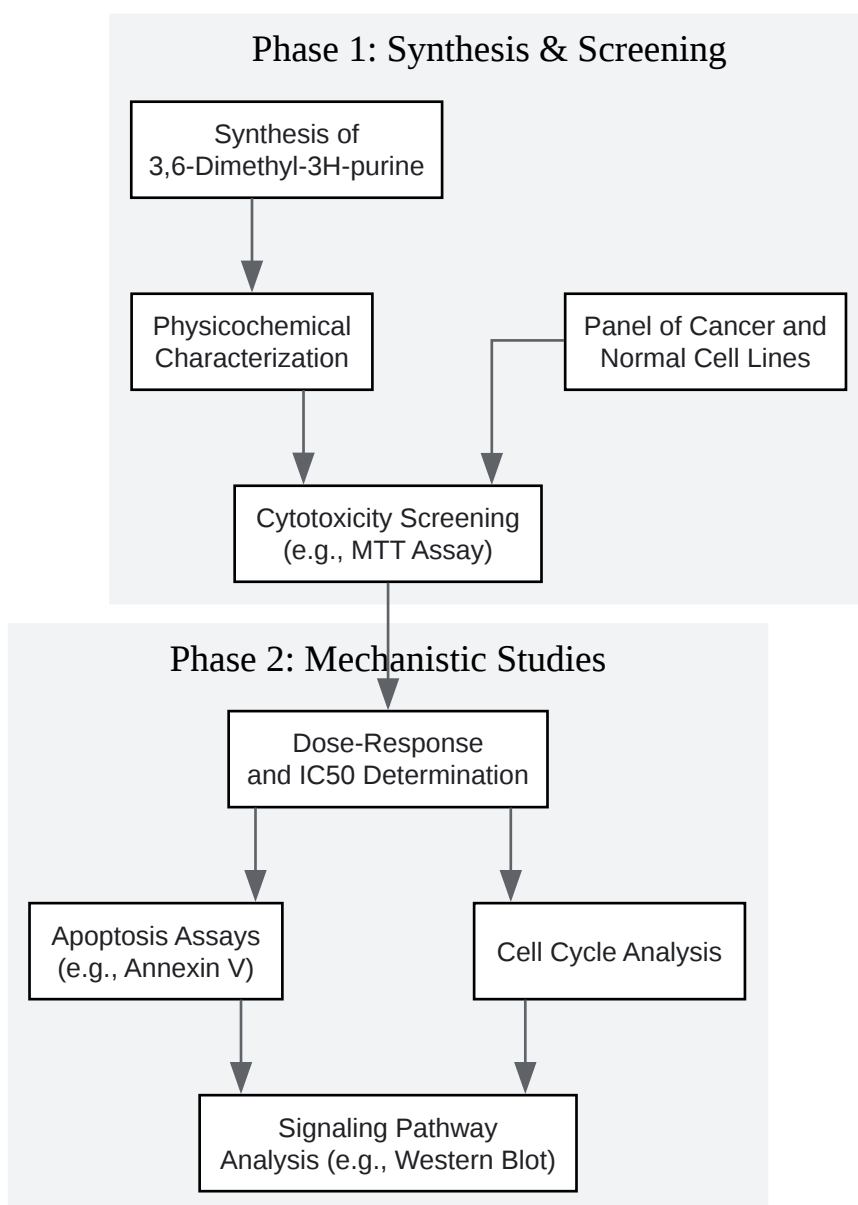 Phase 1: Synthesis & Screening
Synthesis of
3,6-Dimethyl-3H-purine
Physicochemical
Characterization
Panel of Cancer and
Normal Cell Lines
Cytotoxicity Screening
(e.g., MTT Assay)
Phase 2: Mechanistic Studies
Dose-Response
and IC50 Determination
Apoptosis Assays
(e.g., Annexin V)
Cell Cycle Analysis
Signaling Pathway
Analysis (e.g., Western Blot)